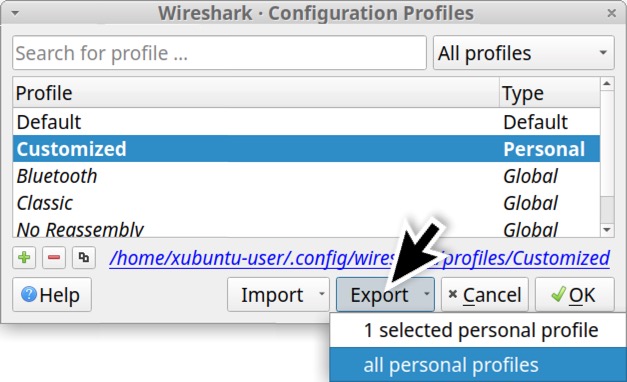 Wireshark · Configuration Profiles
Search for profile ...
All profiles
Profile Type
Default Default
Customized Personal
Bluetooth Global
Classic Global
No Reassembly Global
/home/xubuntu-user/.config/wires profiles/Customized
Help Import Export Cancel OK
1 selected personal profile
all personal profiles